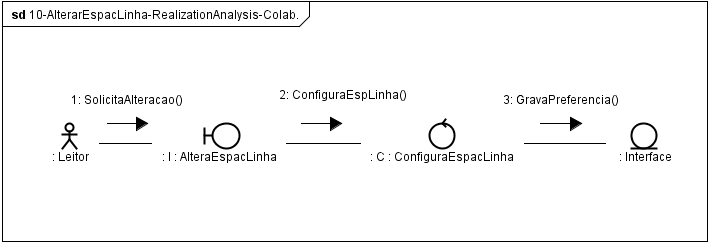 sd 10-AlterarEspacLinha-RealizationAnalysis-Colab.
1: SolicitaAlteracao()
2: ConfiguraEspLinha()
3: GravaPreferencia()
: Leitor
: I : AlteraEspacLinha
: C : ConfiguraEspacLinha
: Interface